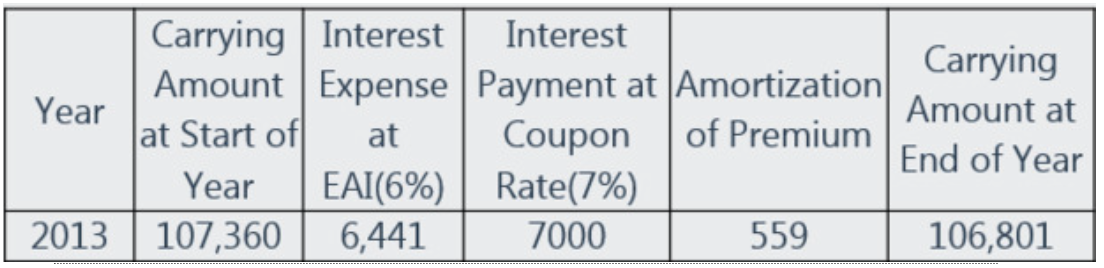 Year
Carrying
Amount
at Start of
Year
Interest
Expense
at
EAI(6%)
Interest
Payment at
Coupon
Rate(7%)
Amortization
of Premium
Carrying
Amount at
End of Year
2013 107,360 6,441 7000 559 106,801